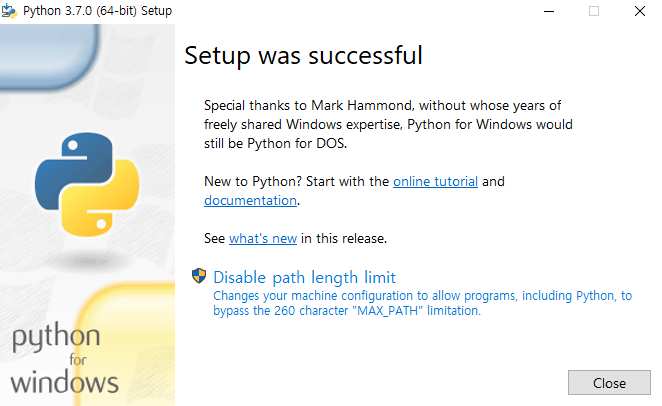 Python 3.7.0 (64-bit) Setup
Setup was successful
Special thanks to Mark Hammond, without whose years of
freely shared Windows expertise, Python for Windows would
still be Python for DOS.
New to Python? Start with the online tutorial and
documentation.
See what's new in this release.
Disable path length limit
Changes your machine configuration to allow programs, including Python, to
bypass the 260 character "MAX_PATH" limitation.
python
for
windows
Close